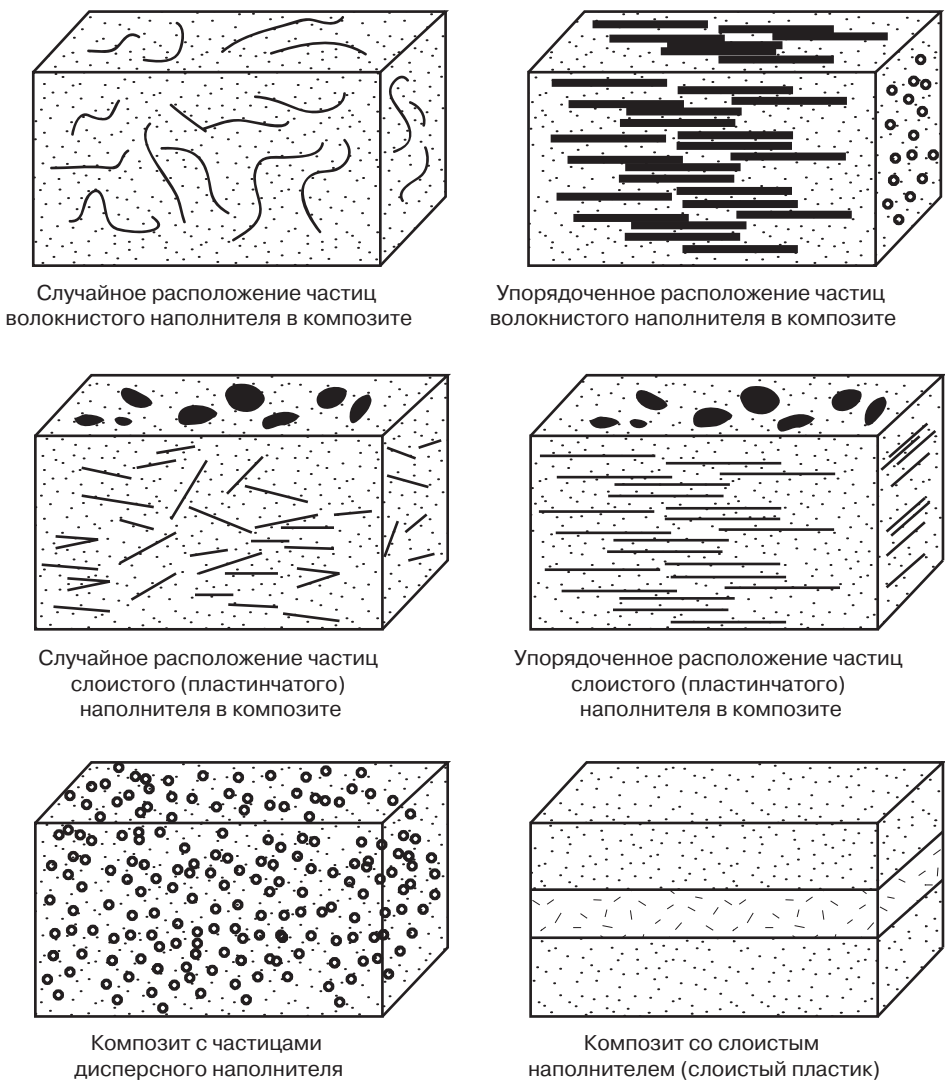 Случайное расположение частиц
волокнистого наполнителя в композите
Упорядоченное расположение частиц
волокнистого наполнителя в композите
Случайное расположение частиц
слоистого (пластинчатого)
наполнителя в композите
Упорядоченное расположение частиц
слоистого (пластинчатого)
наполнителя в композите
Композит с частицами
дисперсного наполнителя
Композит со слоистым
наполнителем (слоистый пластик)